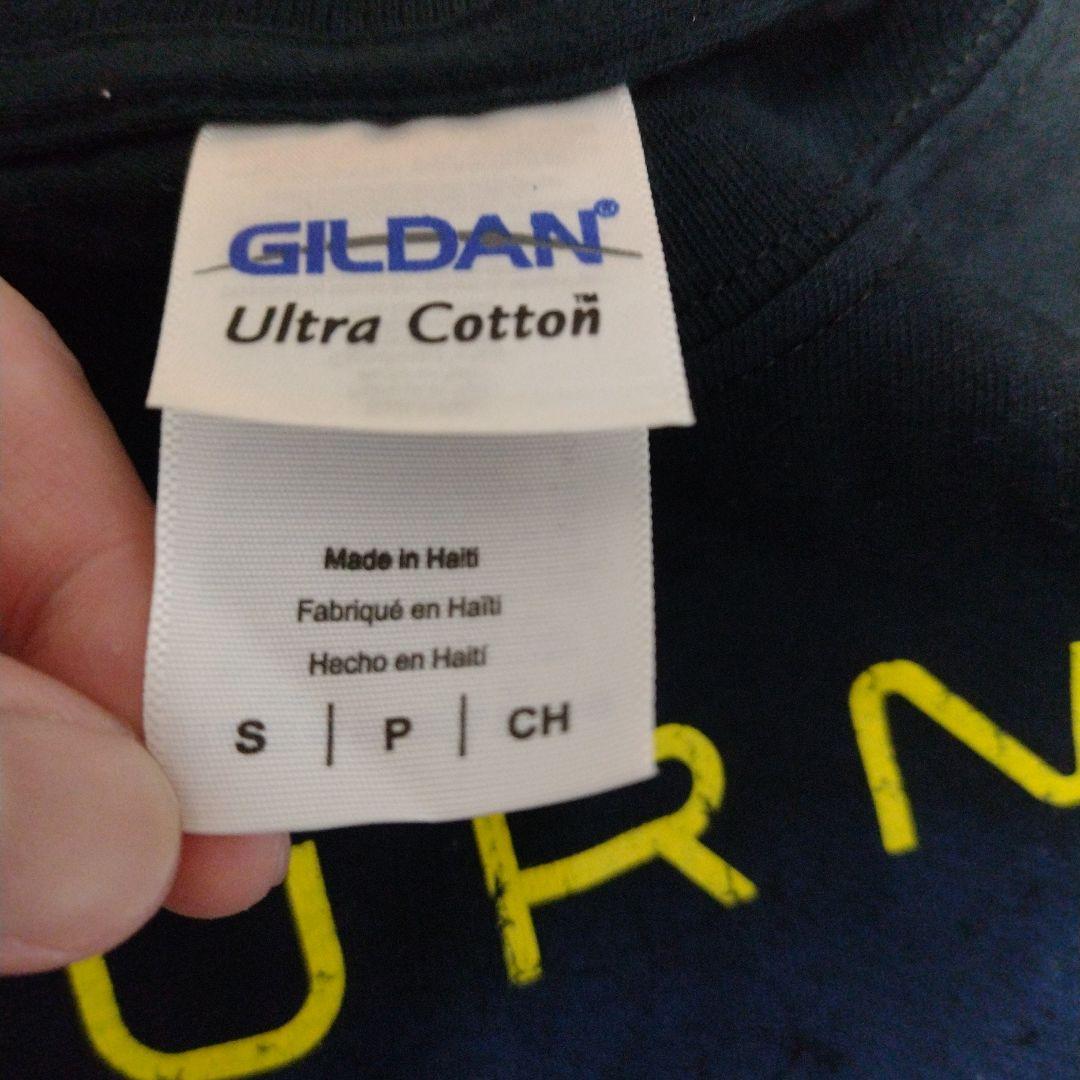 GILDAN®
Ultra Cotton™
Made in Haiti
Fabriqué en Haïti
Hecho en Haití
S | P | CH
URN